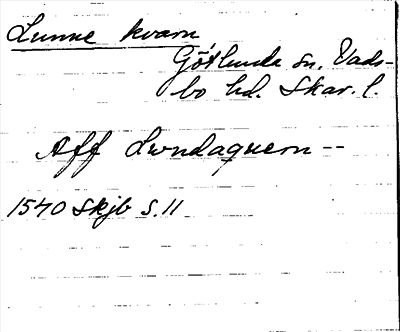 Lunne kvarn,
Götlunda sn. Vads-
bo hd. Skar. l.
Aff Lwndaquern --
1540 Skjb S. 11